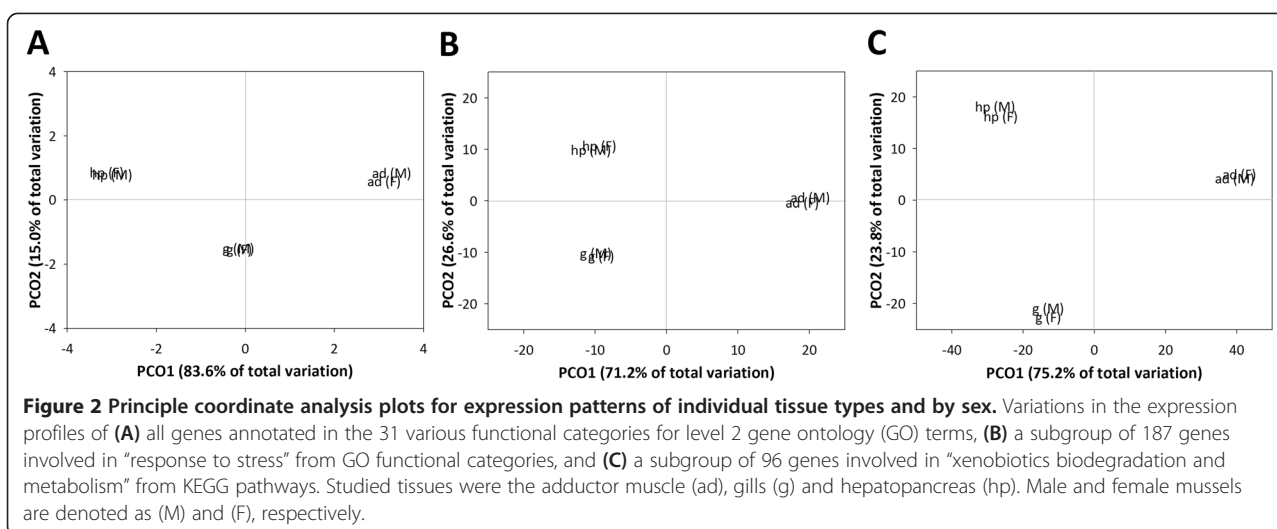 A
4
2
0
-2
-4
-4
-2
0
2
4
PCO2 (15.0% of total variation)
PCO1 (83.6% of total variation)
hp (F)
hp (M)
ad (M)
ad (F)
g (M)
g (F)
B
20
10
0
-10
-20
-20
-10
0
10
20
PCO2 (26.6% of total variation)
PCO1 (71.2% of total variation)
hp (F)
hp (M)
ad (M)
ad (F)
g (M)
g (F)
C
20
10
0
-10
-20
-40
-20
0
20
40
PCO2 (23.8% of total variation)
PCO1 (75.2% of total variation)
hp (M)
hp (F)
ad (F)
ad (M)
g (M)
g (F)
Figure 2 Principle coordinate analysis plots for expression patterns of individual tissue types and by sex. Variations in the expression
profiles of (A) all genes annotated in the 31 various functional categories for level 2 gene ontology (GO) terms, (B) a subgroup of 187 genes
involved in "response to stress" from GO functional categories, and (C) a subgroup of 96 genes involved in "xenobiotics biodegradation and
metabolism" from KEGG pathways. Studied tissues were the adductor muscle (ad), gills (g) and hepatopancreas (hp). Male and female mussels
are denoted as (M) and (F), respectively.